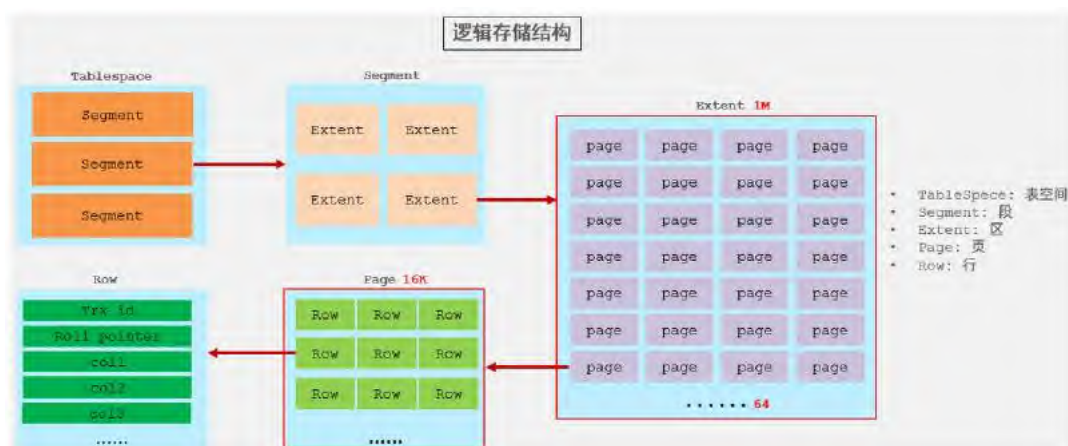 逻辑存储结构
Tablespace
Segment
Segment
Segment
Segment
Extent Extent
Extent Extent
Extent 1M
page page page page
page page page page
page page page page
page page page page
page page page page
page page page page
page page page page
······ 64
• TableSpece: 表空间
• Segment: 段
• Extent: 区
• Page: 页
• Row: 行
Row
Trx id
Roll pointer
col1
col2
col3
······
Page 16K
Row Row Row
Row Row Row
Row Row Row
······